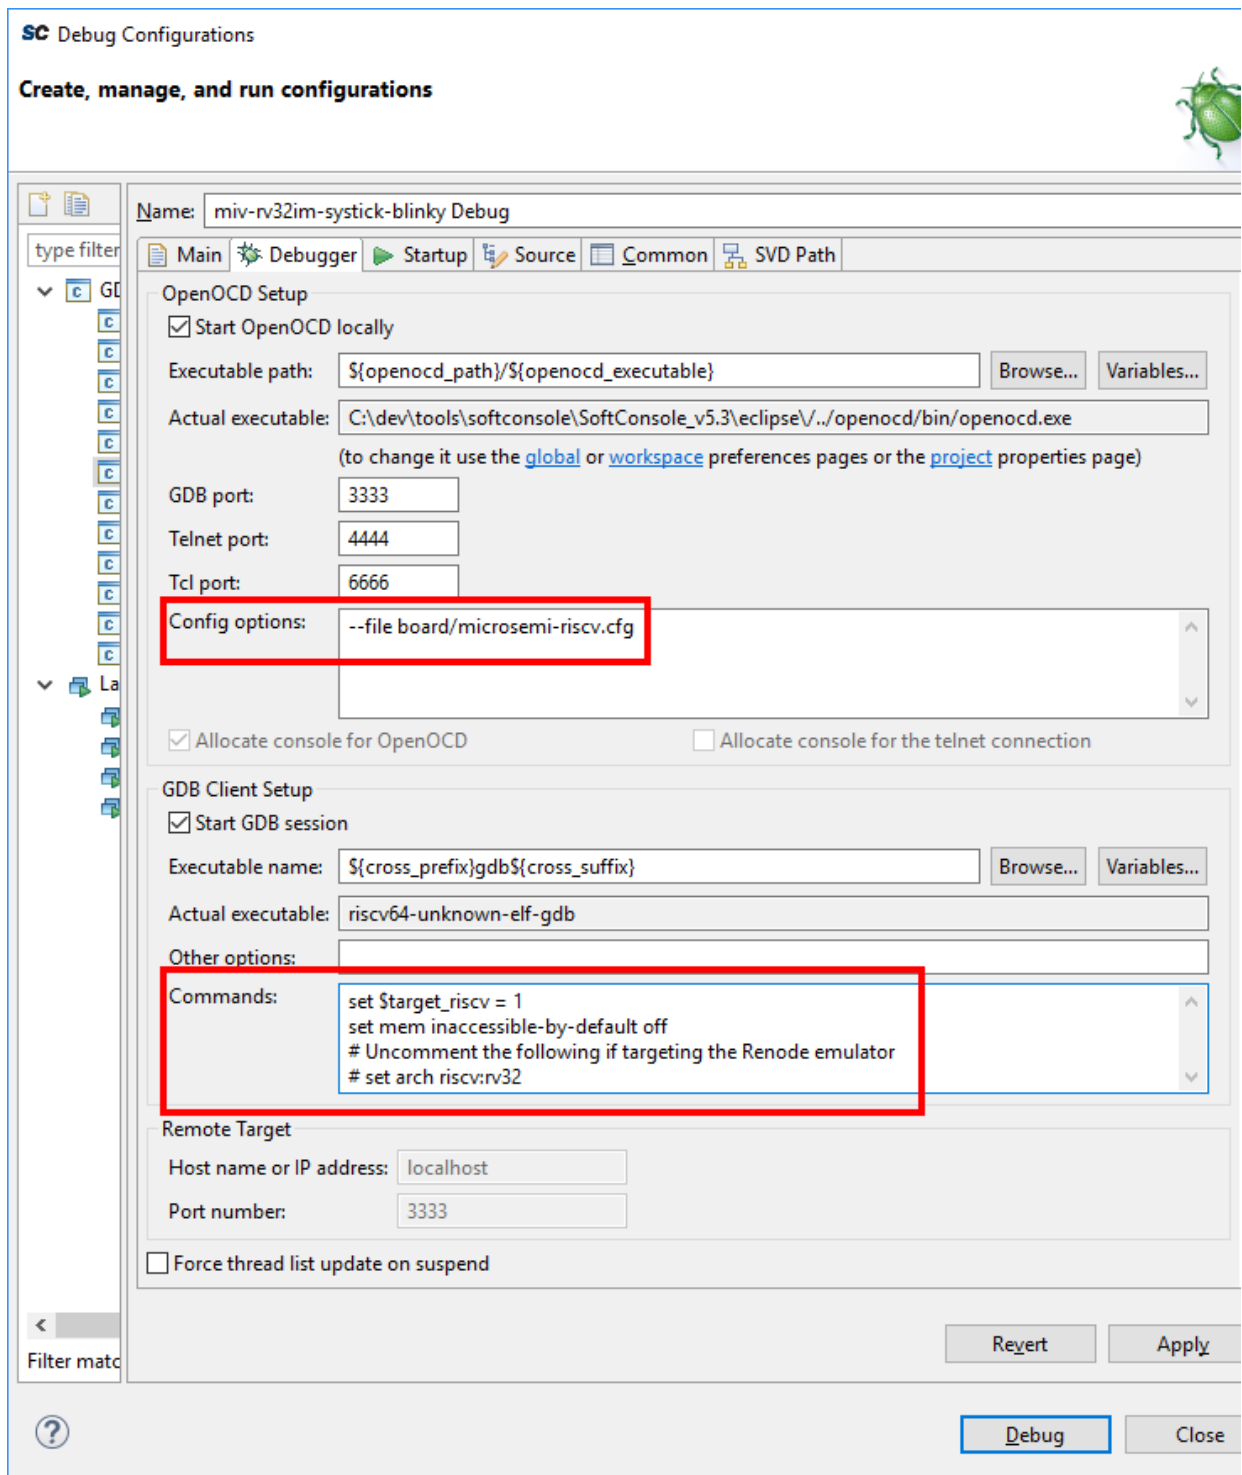 SC Debug Configurations
Create, manage, and run configurations
Name: miv-rv32im-systick-blinky Debug
type filter
Main Debugger Startup Source Common SVD Path
OpenOCD Setup
Start OpenOCD locally
Executable path: ${openocd_path}/${openocd_executable} Browse... Variables...
Actual executable: C:\dev\tools\softconsole\SoftConsole_v5.3\eclipse\/../openocd/bin/openocd.exe
(to change it use the global or workspace preferences pages or the project properties page)
GDB port: 3333
Telnet port: 4444
Tcl port: 6666
Config options: --file board/microsemi-riscv.cfg
La
Allocate console for OpenOCD Allocate console for the telnet connection
GDB Client Setup
Start GDB session
Executable name: ${cross_prefix}gdb${cross_suffix} Browse... Variables...
Actual executable: riscv64-unknown-elf-gdb
Other options:
Commands: set $target_riscv = 1
set mem inaccessible-by-default off
# Uncomment the following if targeting the Renode emulator
# set arch riscv:rv32
Remote Target
Host name or IP address: localhost
Port number: 3333
Force thread list update on suspend
Revert Apply
Filter matc
Debug Close